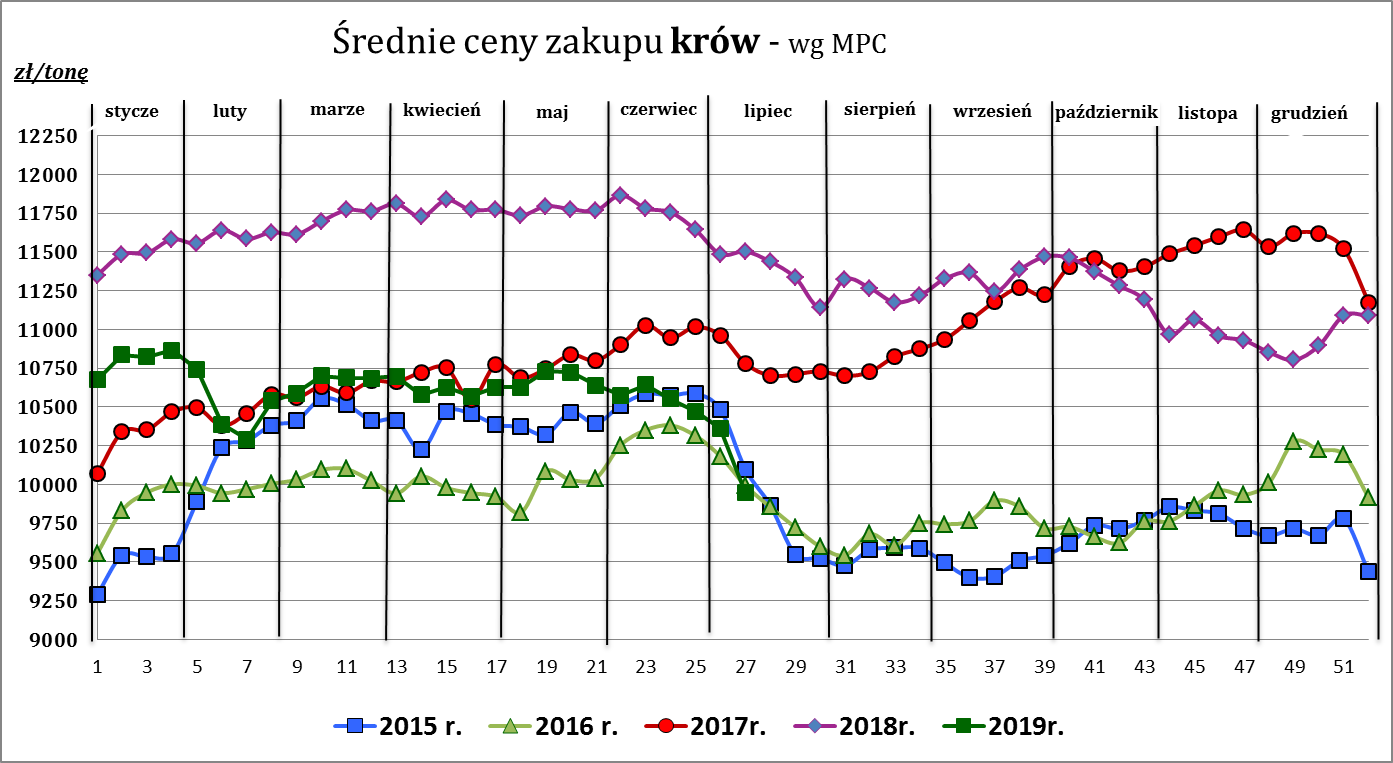 Średnie ceny zakupu krów - wg MPC
zł/tonę
stycze luty marze kwiecień maj czerwiec lipiec sierpień wrzesień październik listopa grudzień
12250
12000
11750
11500
11250
11000
10750
10500
10250
10000
9750
9500
9250
9000
1 3 5 7 9 11 13 15 17 19 21 23 25 27 29 31 33 35 37 39 41 43 45 47 49 51
2015 r. 2016 r. 2017r. 2018r. 2019r.